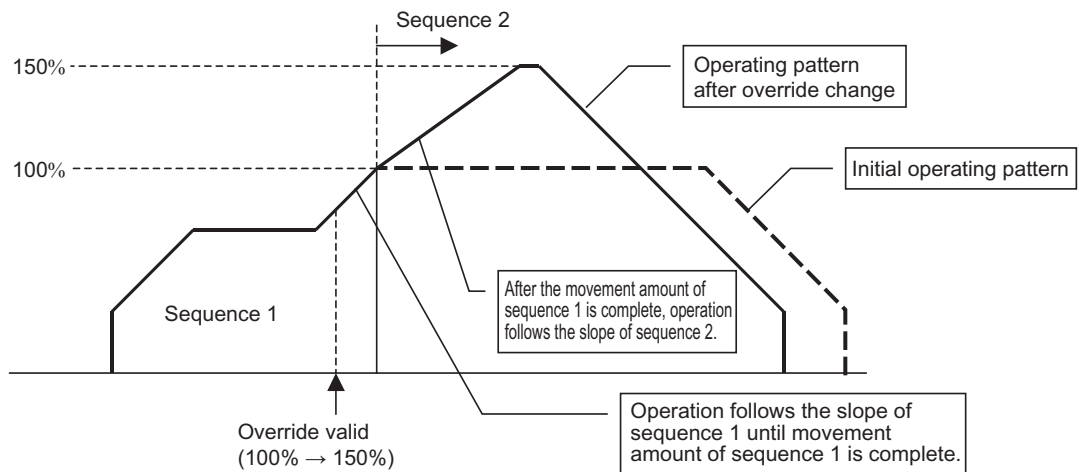 Sequence 2
150%
Operating pattern
after override change
100%
Initial operating pattern
After the movement amount of
sequence 1 is complete, operation
follows the slope of sequence 2.
Sequence 1
Override valid
(100% → 150%)
Operation follows the slope of
sequence 1 until movement
amount of sequence 1 is complete.